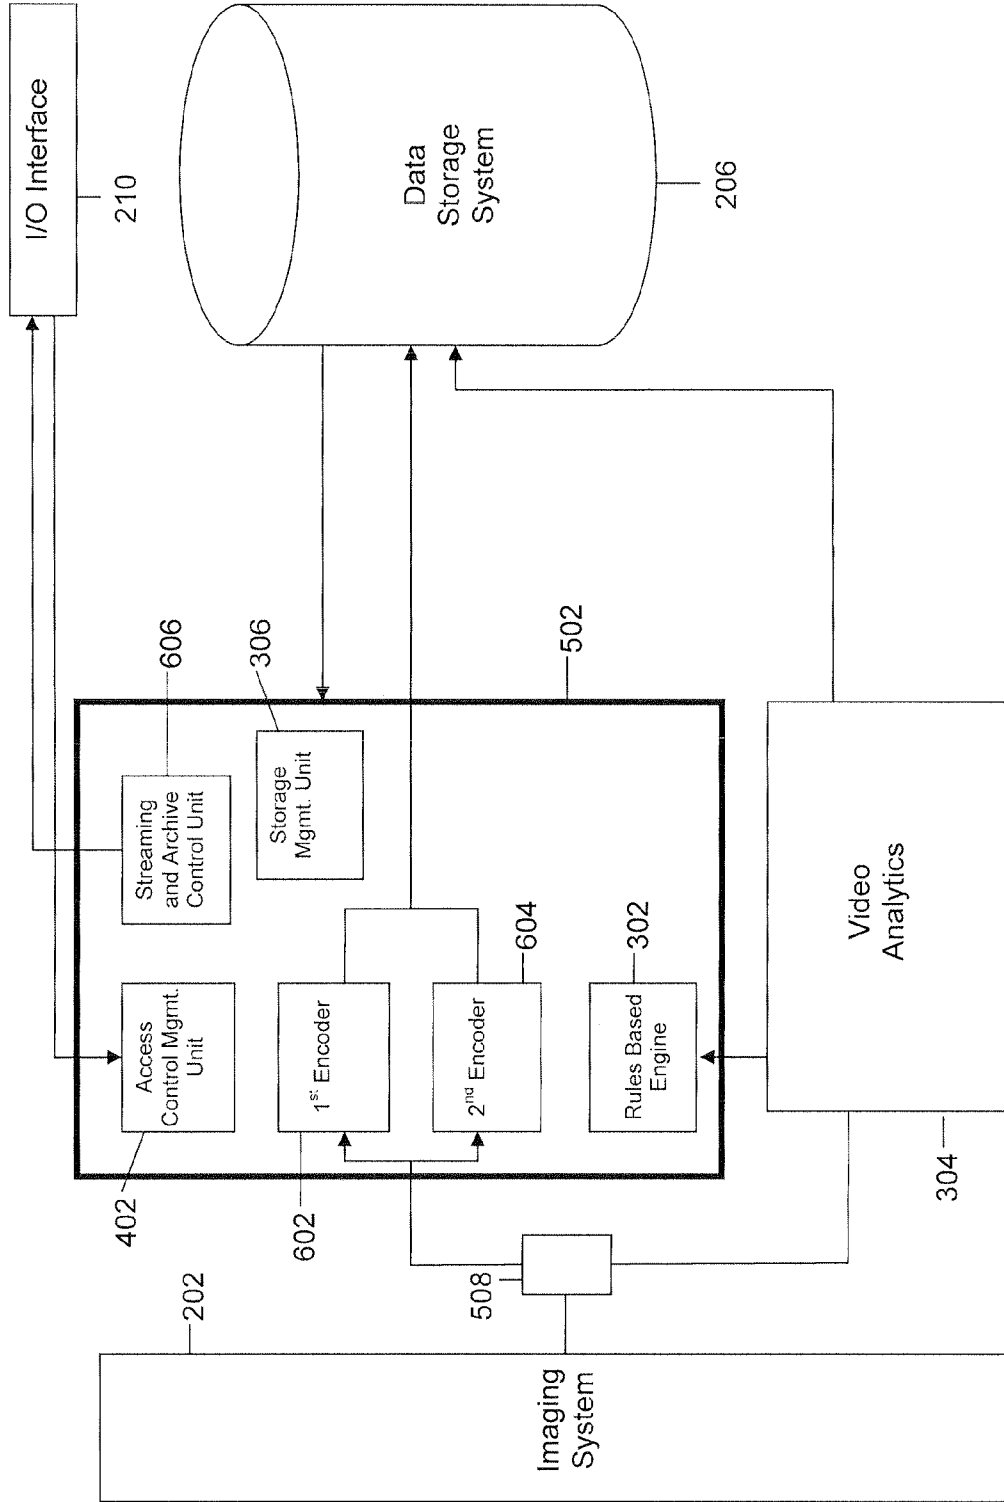 202
Imaging
System
508
402
Access
Control Mgmt.
Unit
602
1st Encoder
2nd Encoder
604
Rules Based
Engine
302
Streaming
and Archive
Control Unit
606
Storage
Mgmt. Unit
306
502
304
Video
Analytics
I/O Interface
210
Data
Storage
System
206